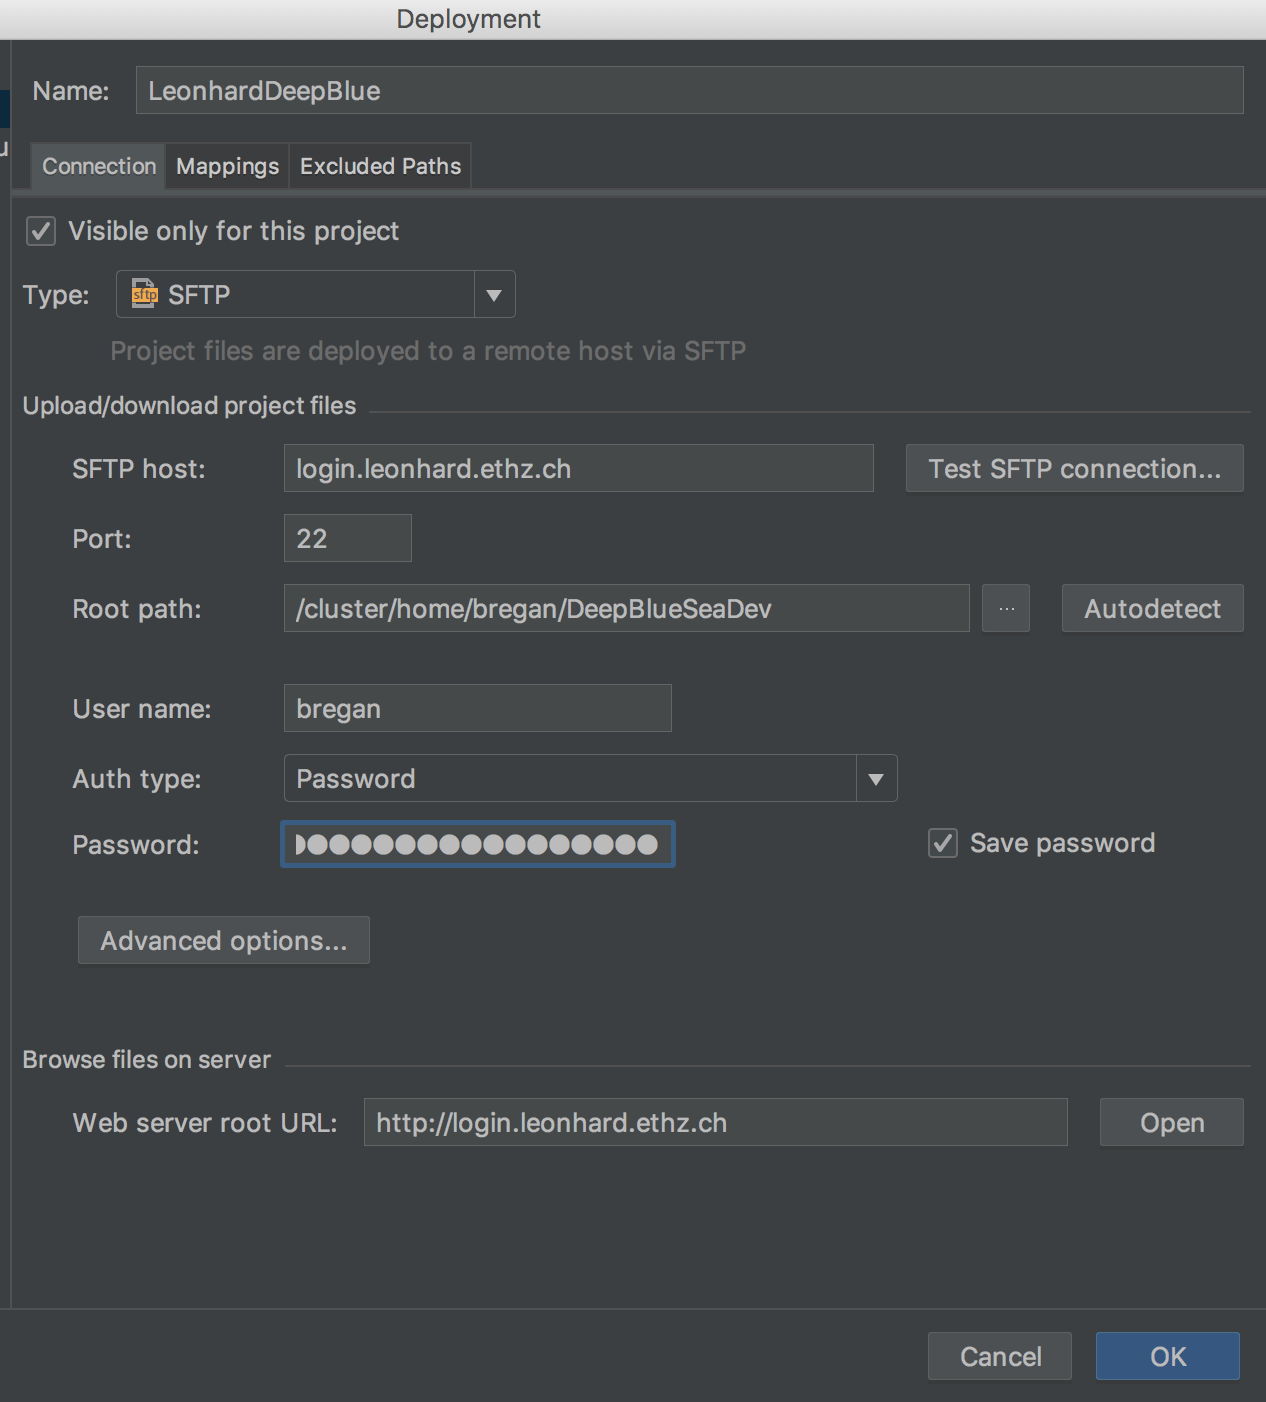 Deployment
Name: LeonhardDeepBlue
Connection Mappings Excluded Paths
Visible only for this project
Type: sftp SFTP
Project files are deployed to a remote host via SFTP
Upload/download project files
SFTP host: login.leonhard.ethz.ch Test SFTP connection...
Port: 22
Root path: /cluster/home/bregan/DeepBlueSeaDev ... Autodetect
User name: bregan
Auth type: Password
Password: Save password
Advanced options...
Browse files on server
Web server root URL: http://login.leonhard.ethz.ch Open
Cancel OK